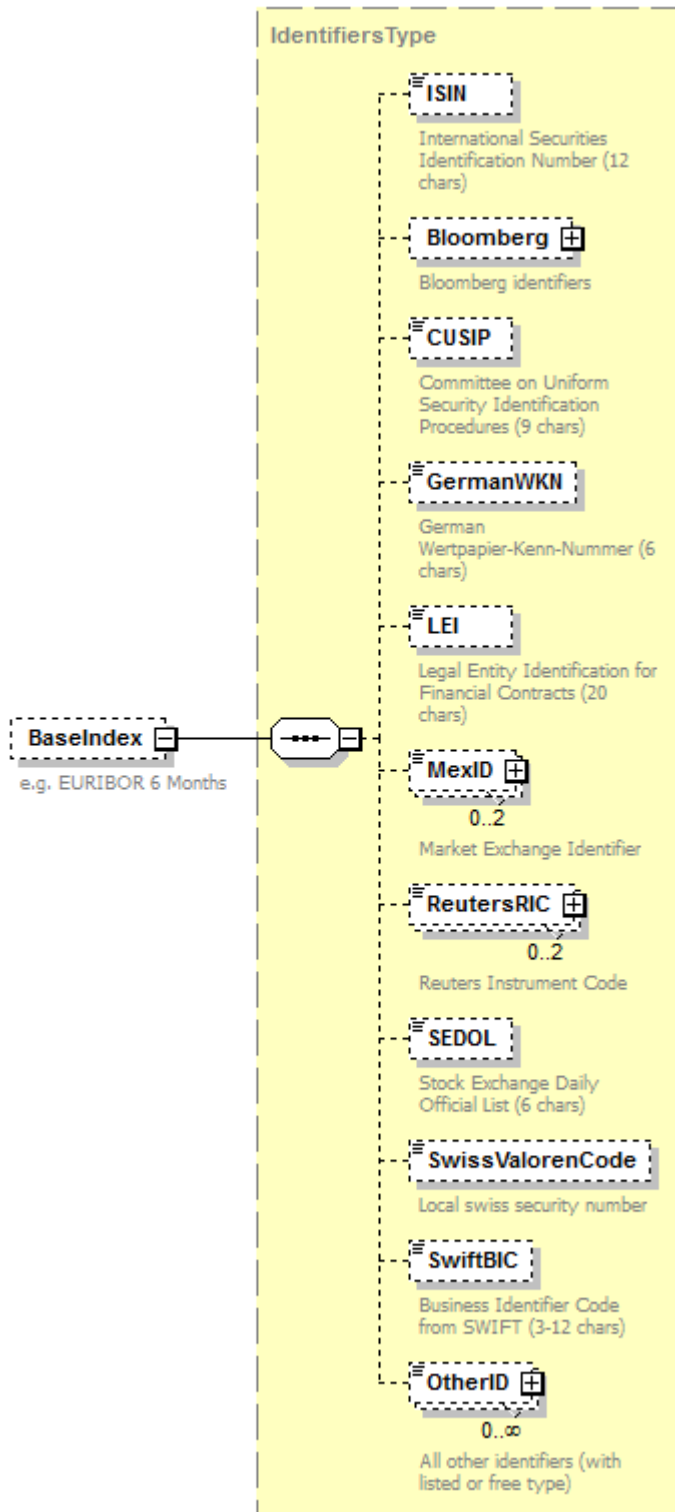 IdentifiersType
ISIN
International Securities
Identification Number (12
chars)
Bloomberg
Bloomberg identifiers
CUSIP
Committee on Uniform
Security Identification
Procedures (9 chars)
GermanWKN
German
Wertpapier-Kenn-Nummer (6
chars)
LEI
Legal Entity Identification for
Financial Contracts (20
chars)
BaseIndex
e.g. EURIBOR 6 Months
MexID
0..2
Market Exchange Identifier
ReutersRIC
0..2
Reuters Instrument Code
SEDOL
Stock Exchange Daily
Official List (6 chars)
SwissValorenCode
Local swiss security number
SwiftBIC
Business Identifier Code
from SWIFT (3-12 chars)
OtherID
0..∞
All other identifiers (with
listed or free type)